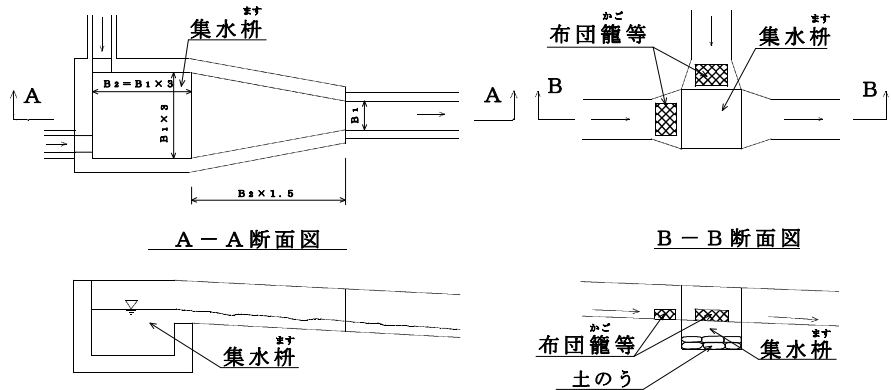 ます
集水枡
A
B₂=B₁×3
B₁×3
B₁
A
B₂×1.5
A－A断面図
ます
集水枡
かご
布団籠等
ます
集水枡
B
B
B－B断面図
かご
布団籠等
ます
集水枡
土のう